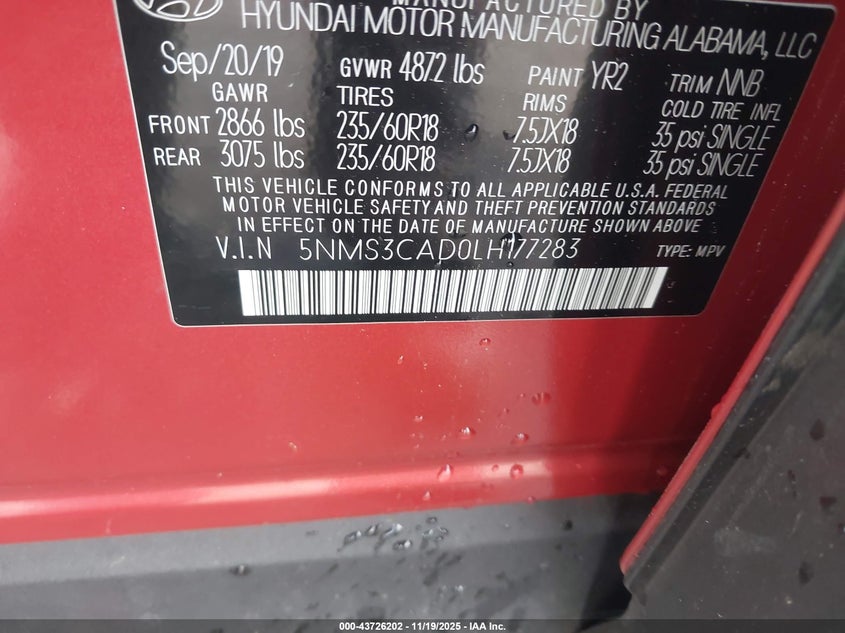 MANUFACTURED BY
HYUNDAI MOTOR MANUFACTURING ALABAMA, LLC
Sep/20/19 GVWR 4872 lbs PAINT YR2 TRIM NNB
GAWR TIRES RIMS COLD TIRE INFL
FRONT 2866 lbs 235/60R18 7.5JX18 35 psi SINGLE
REAR 3075 lbs 235/60R18 7.5JX18 35 psi SINGLE
THIS VEHICLE CONFORMS TO ALL APPLICABLE U.S.A. FEDERAL
MOTOR VEHICLE SAFETY AND THEFT PREVENTION STANDARDS
IN EFFECT ON THE DATE OF MANUFACTURE SHOWN ABOVE
V.I.N 5NMS3CAD0LH177283 TYPE: MPV
000-43726202 - 11/19/2025 - IAA Inc.